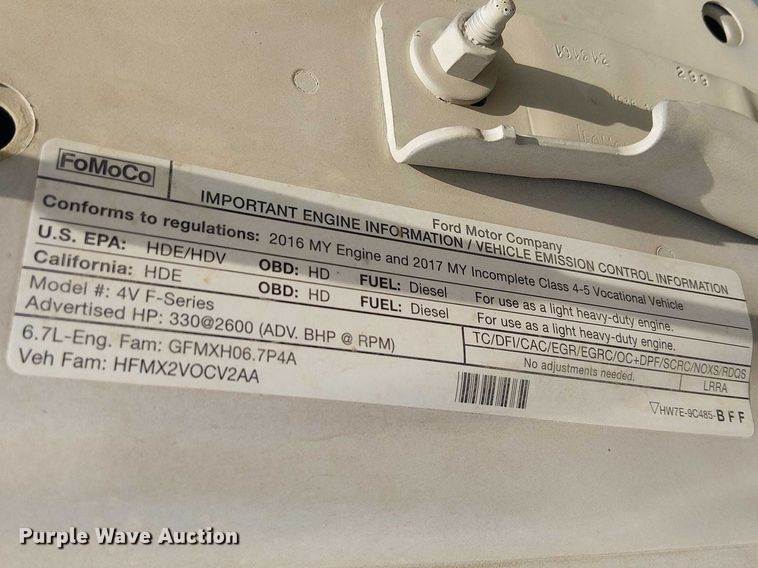 191819
299
FoMoCo
Ford Motor Company
IMPORTANT ENGINE INFORMATION / VEHICLE EMISSION CONTROL INFORMATION
Conforms to regulations: 2016 MY Engine and 2017 MY Incomplete Class 4-5 Vocational Vehicle
U.S. EPA: HDE/HDV OBD: HD FUEL: Diesel For use as a light heavy-duty engine.
California: HDE OBD: HD FUEL: Diesel For use as a light heavy-duty engine.
Model #: 4V F-Series
Advertised HP: 330@2600 (ADV. BHP @ RPM)
TC/DFI/CAC/EGR/EGRC/OC+DPF/SCRC/NOXS/RDQS
6.7L-Eng. Fam: GFMXH06.7P4A
No adjustments needed. LRRA
Veh Fam: HFMX2VOCV2AA
▽HW7E-9C485-BFF
Purple Wave Auction